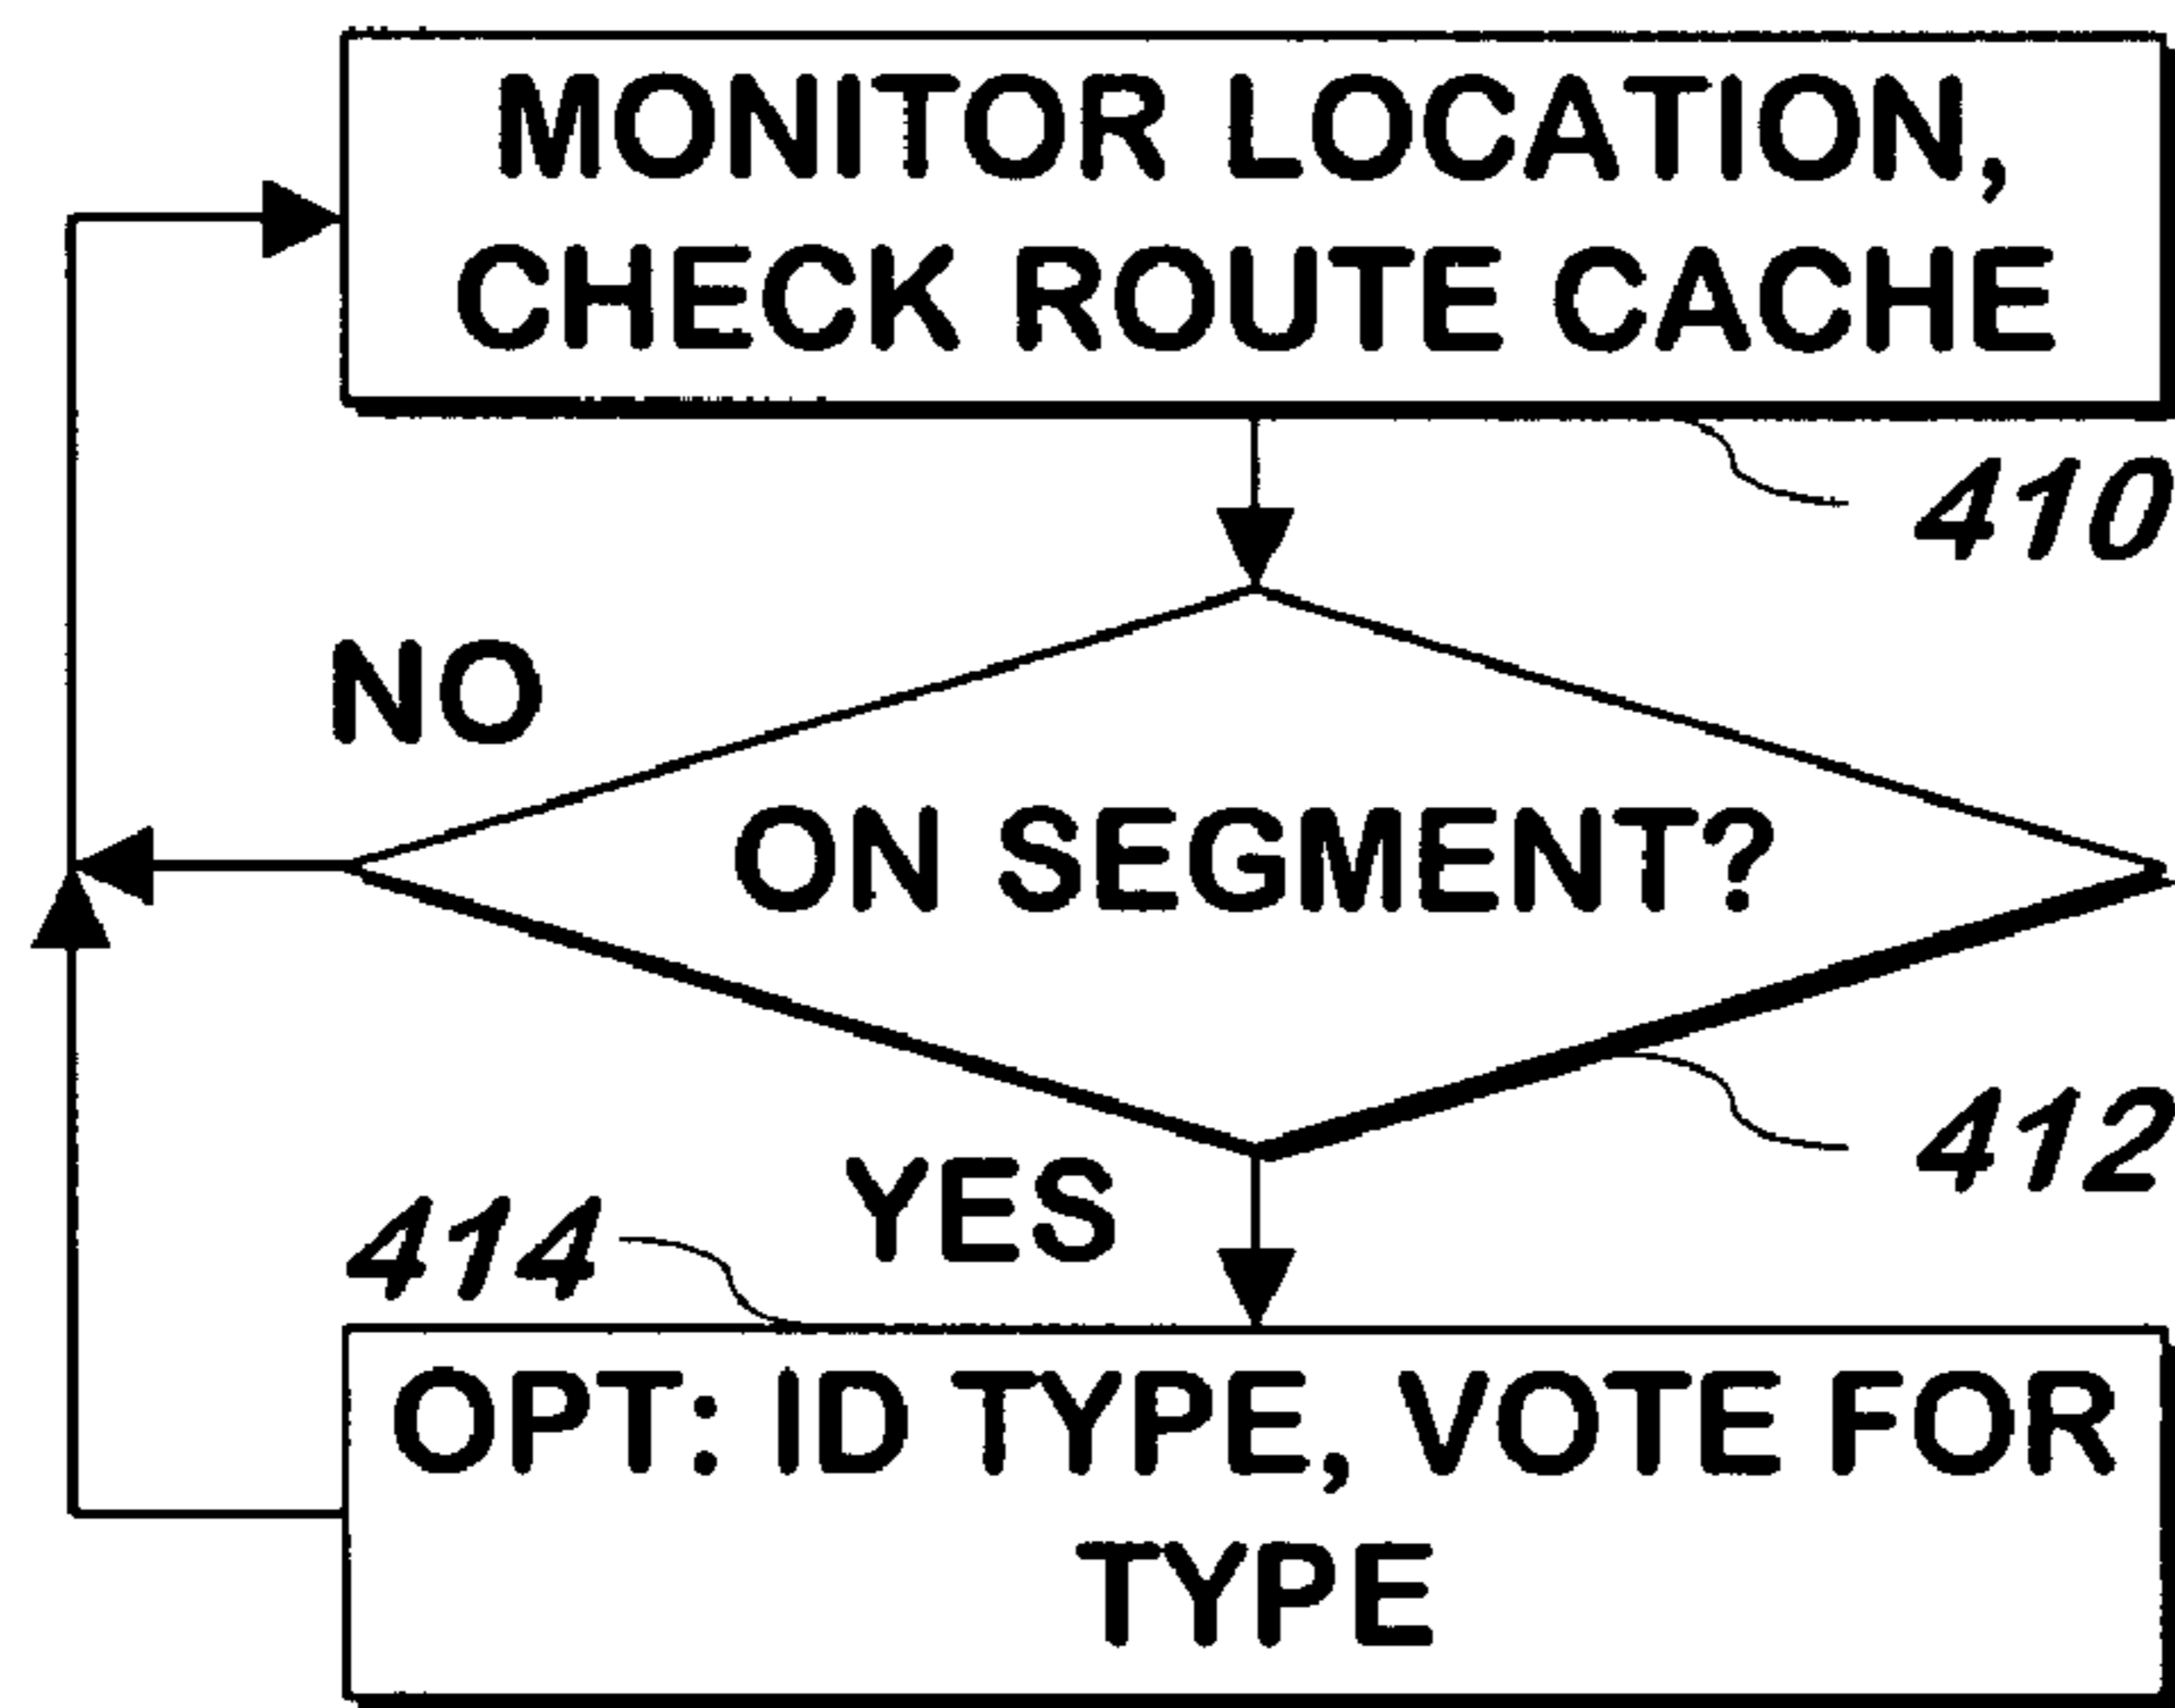 MONITOR LOCATION,
CHECK ROUTE CACHE
410
NO
ON SEGMENT?
412
YES
414
OPT: ID TYPE, VOTE FOR
TYPE